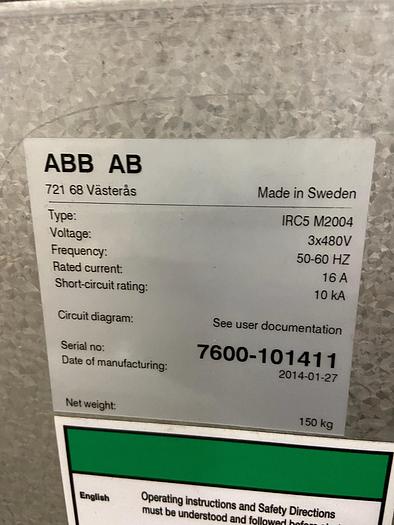 ABB AB
721 68 Västerås Made in Sweden
Type: IRC5 M2004
Voltage: 3x480V
Frequency: 50-60 HZ
Rated current: 16 A
Short-circuit rating: 10 kA
Circuit diagram: See user documentation
Serial no: 7600-101411
Date of manufacturing: 2014-01-27
Net weight: 150 kg
English Operating instructions and Safety Directions
must be understood and followed before